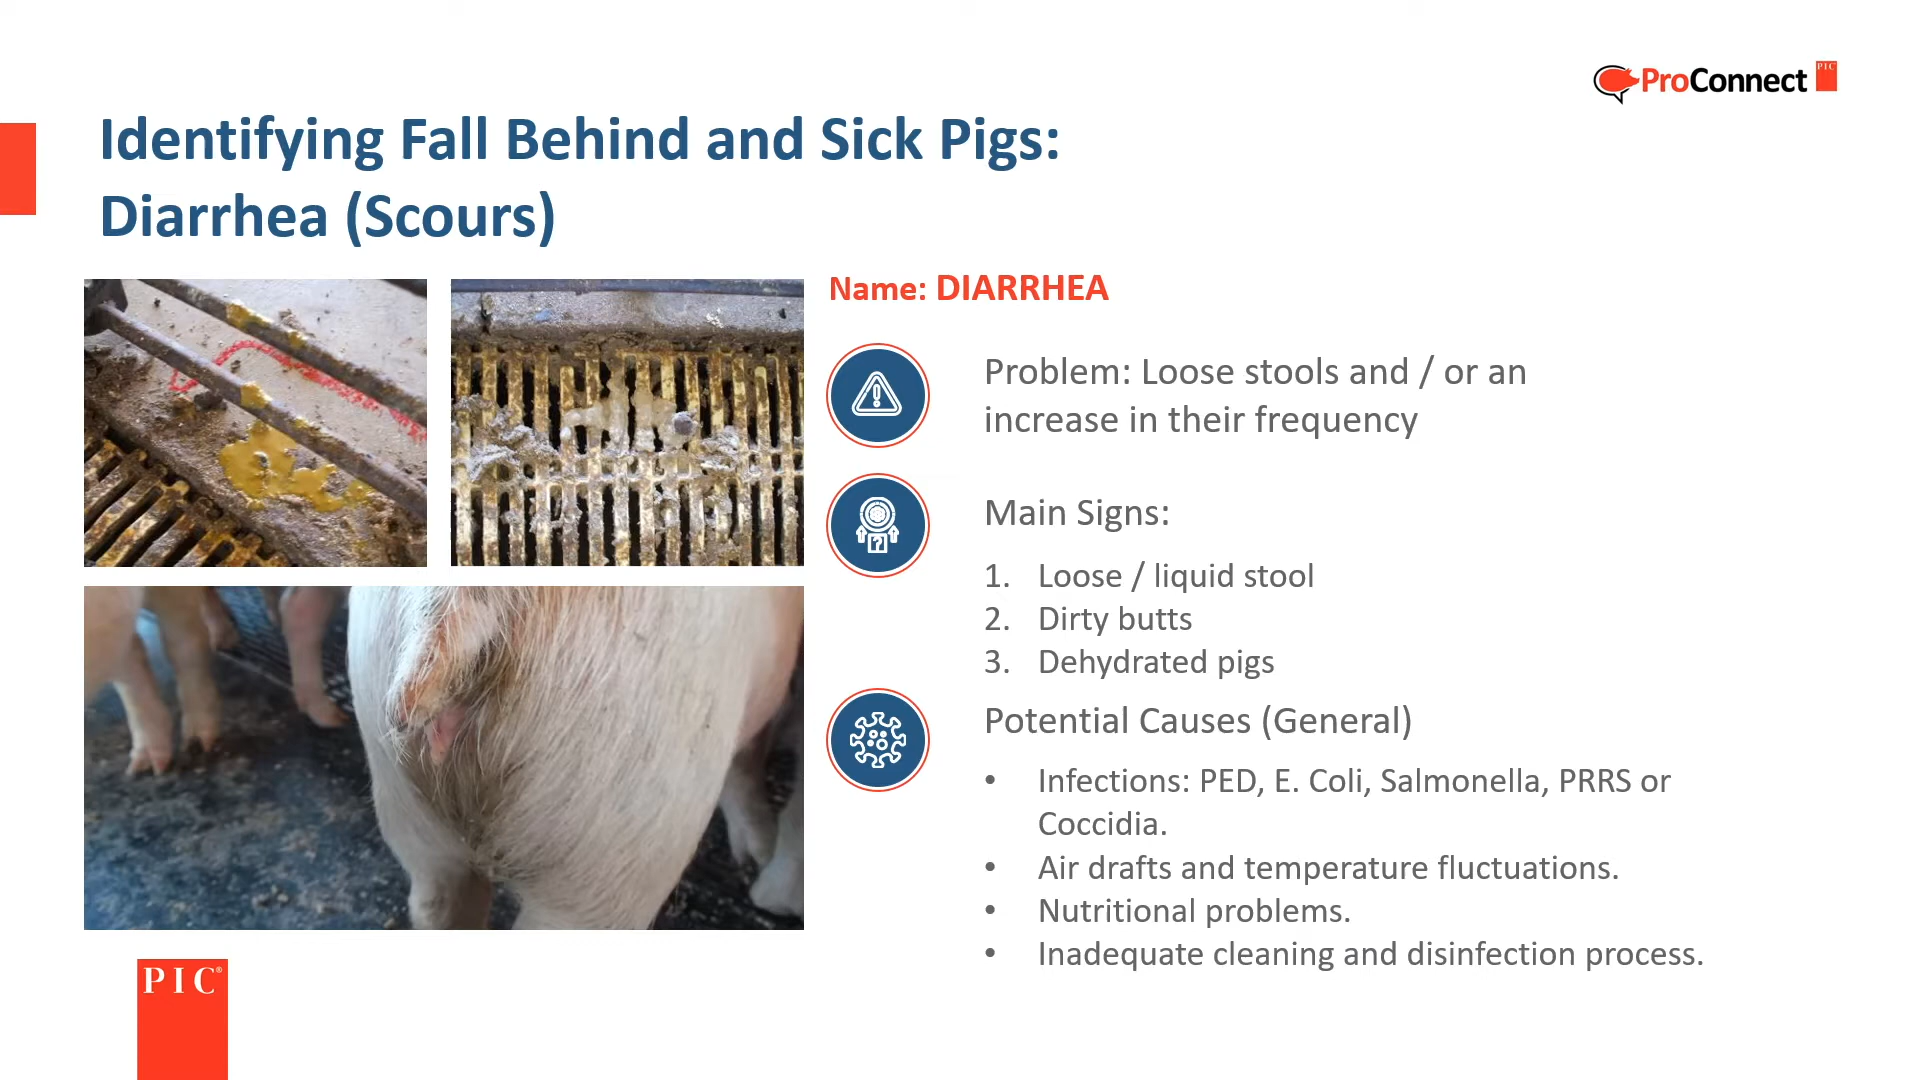 ProConnect PIC
Identifying Fall Behind and Sick Pigs:
Diarrhea (Scours)
Name: DIARRHEA
Problem: Loose stools and / or an
increase in their frequency
Main Signs:
1. Loose / liquid stool
2. Dirty butts
3. Dehydrated pigs
Potential Causes (General)
• Infections: PED, E. Coli, Salmonella, PRRS or
Coccidia.
• Air drafts and temperature fluctuations.
• Nutritional problems.
• Inadequate cleaning and disinfection process.
PIC®